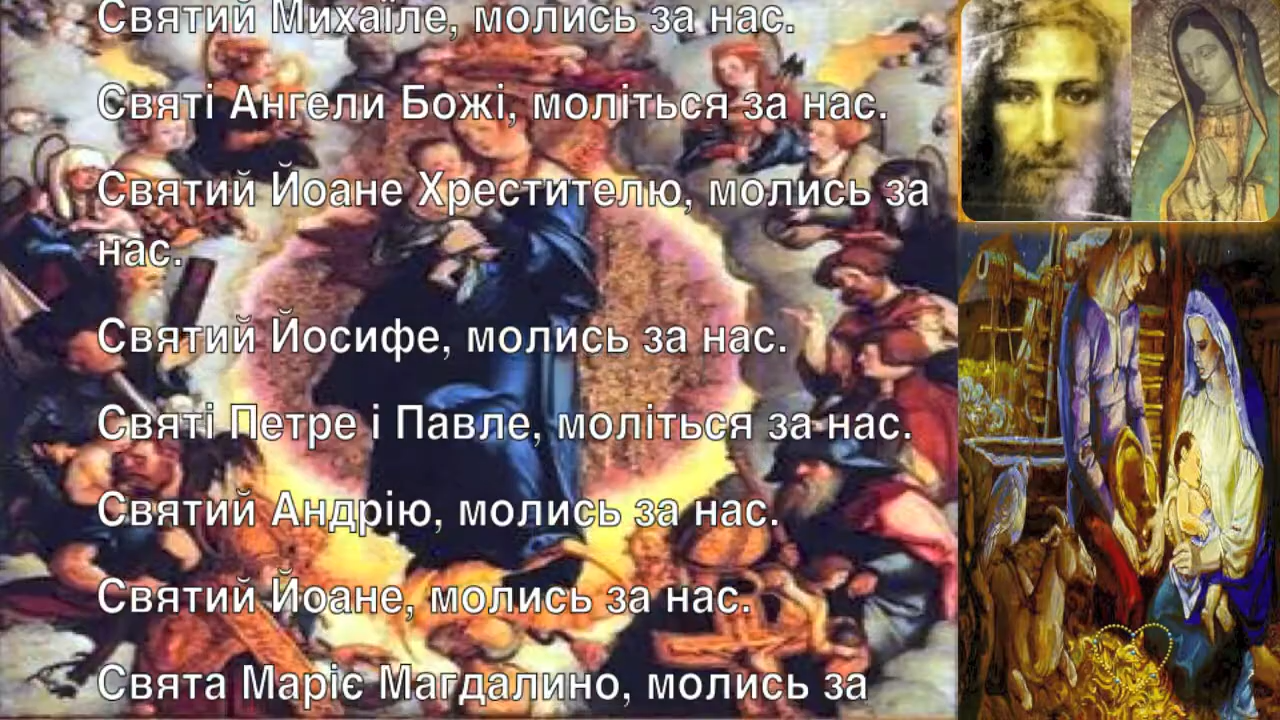 Святий Михаїле, молись за нас.
Святі Ангели Божі, моліться за нас.
Святий Йоане Хрестителю, молись за
нас.
Святий Йосифе, молись за нас.
Святі Петре і Павле, моліться за нас.
Святий Андрію, молись за нас.
Святий Йоане, молись за нас.
Свята Маріє Магдалино, молись за